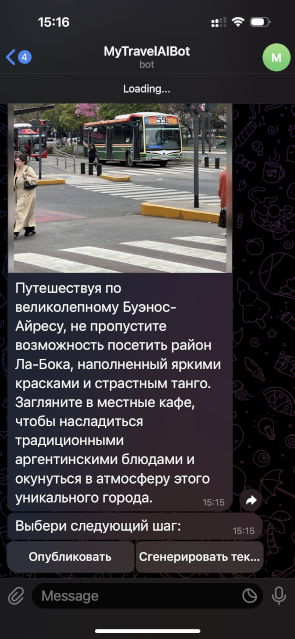 15:16
4
MyTravelAIBot
bot
M
Loading...
55
Путешествуя по
великолепному Буэнос-
Айресу, не пропустите
возможность посетить район
Ла-Бока, наполненный яркими
красками и страстным танго.
Загляните в местные кафе,
чтобы насладиться
традиционными
аргентинскими блюдами и
окунуться в атмосферу этого
уникального города.
15:15
Выбери следующий шаг:
15:15
Опубликовать
Сгенерировать тек...
Message